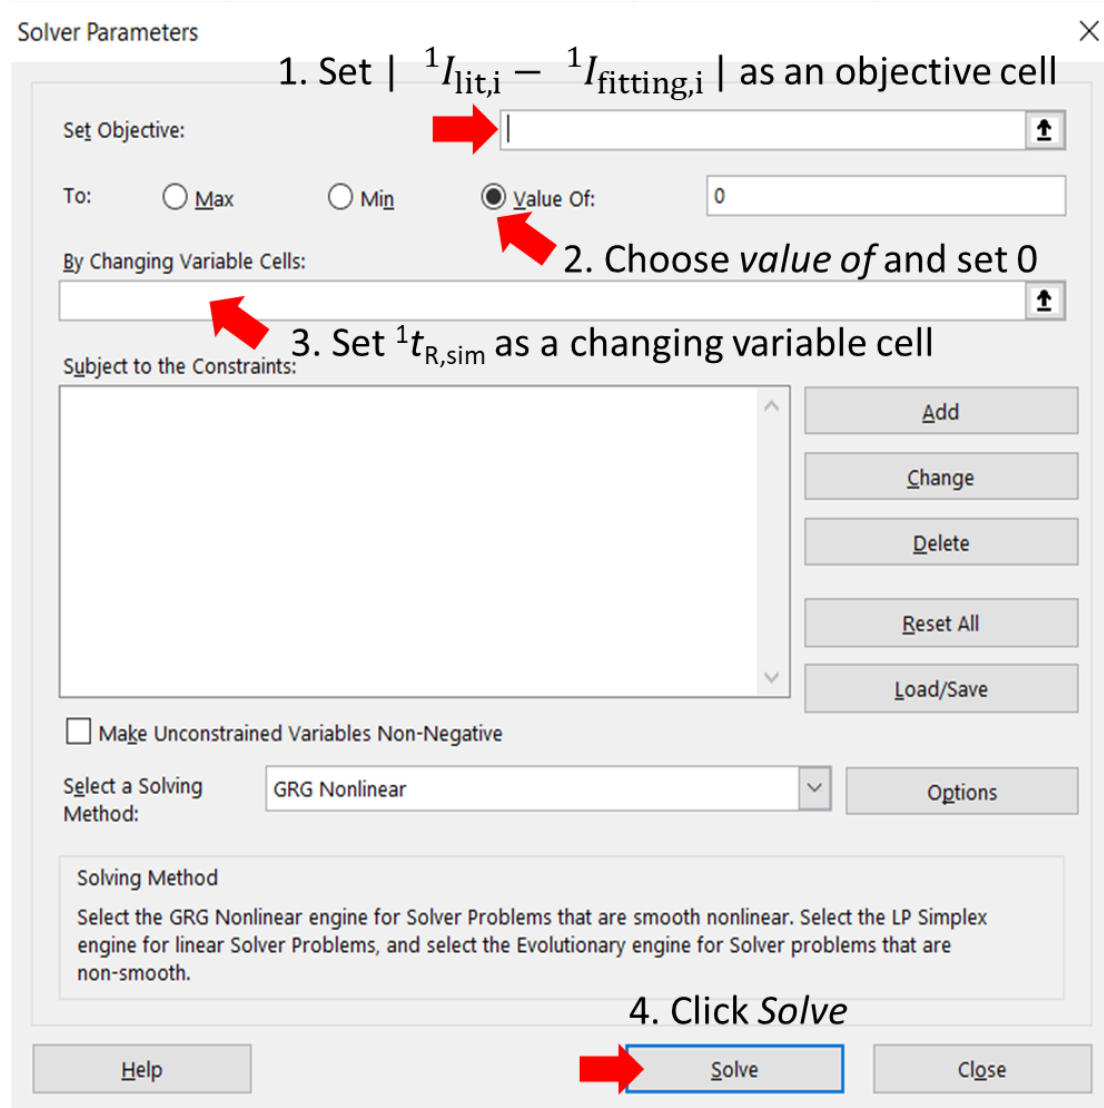 Solver Parameters
1. Set | ¹I_lit,i − ¹I_fitting,i | as an objective cell
Set Objective:
To:
Max
Min
Value Of:
0
2. Choose value of and set 0
By Changing Variable Cells:
3. Set ¹t_R,sim as a changing variable cell
Subject to the Constraints:
Add
Change
Delete
Reset All
Load/Save
Make Unconstrained Variables Non-Negative
Select a Solving
Method:
GRG Nonlinear
Options
Solving Method
Select the GRG Nonlinear engine for Solver Problems that are smooth nonlinear. Select the LP Simplex
engine for linear Solver Problems, and select the Evolutionary engine for Solver problems that are
non-smooth.
4. Click Solve
Help
Solve
Close